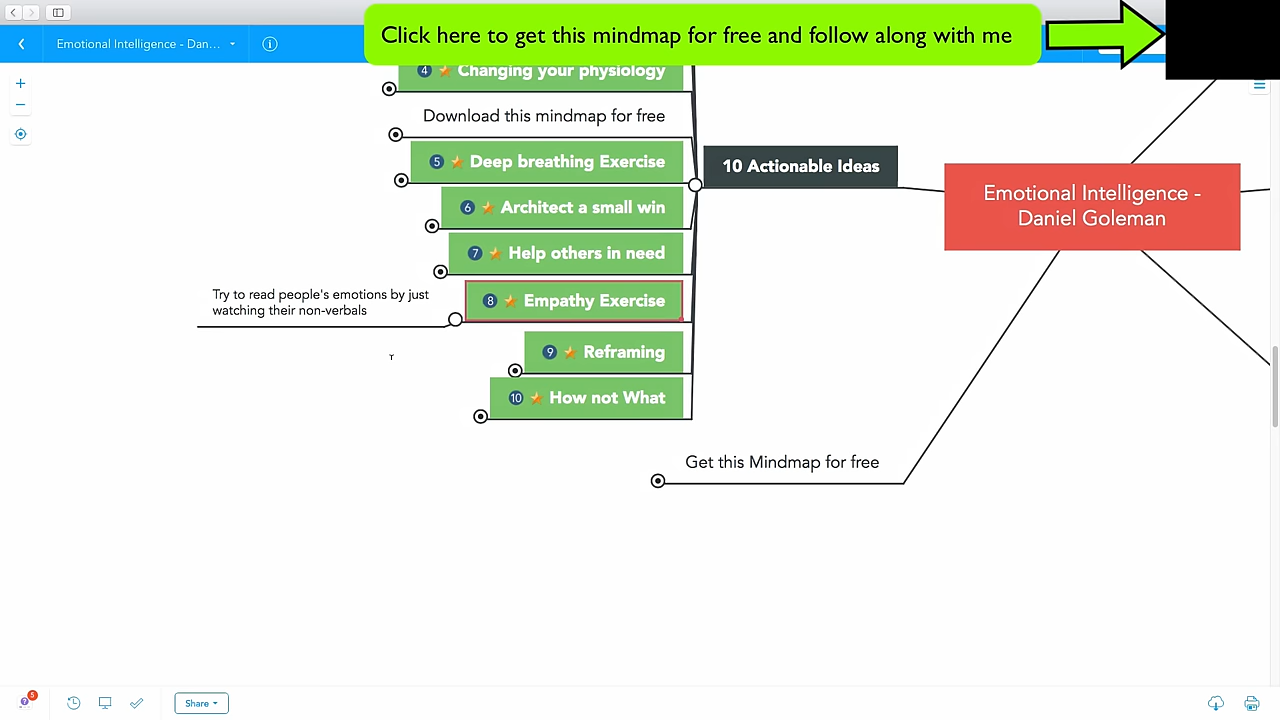 Click here to get this mindmap for free and follow along with me
Emotional Intelligence - Dan...
4 Changing your physiology
Download this mindmap for free
5 Deep breathing Exercise
10 Actionable Ideas
Emotional Intelligence -
Daniel Goleman
6 Architect a small win
7 Help others in need
Try to read people's emotions by just
watching their non-verbals
8 Empathy Exercise
9 Reframing
10 How not What
Get this Mindmap for free
5
Share